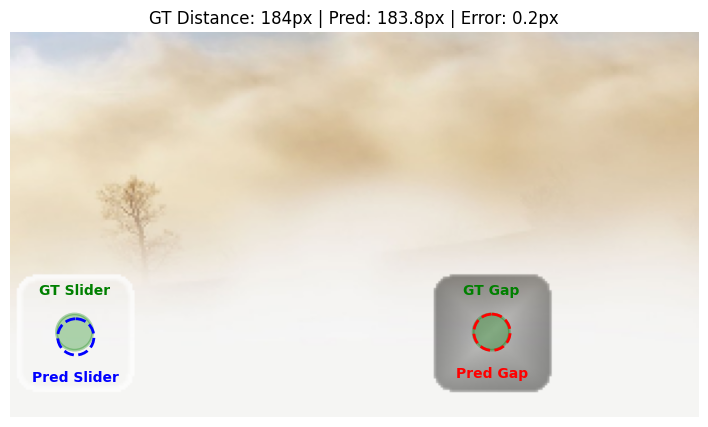 GT Distance: 184px | Pred: 183.8px | Error: 0.2px
GT Slider
GT Gap
Pred Slider
Pred Gap